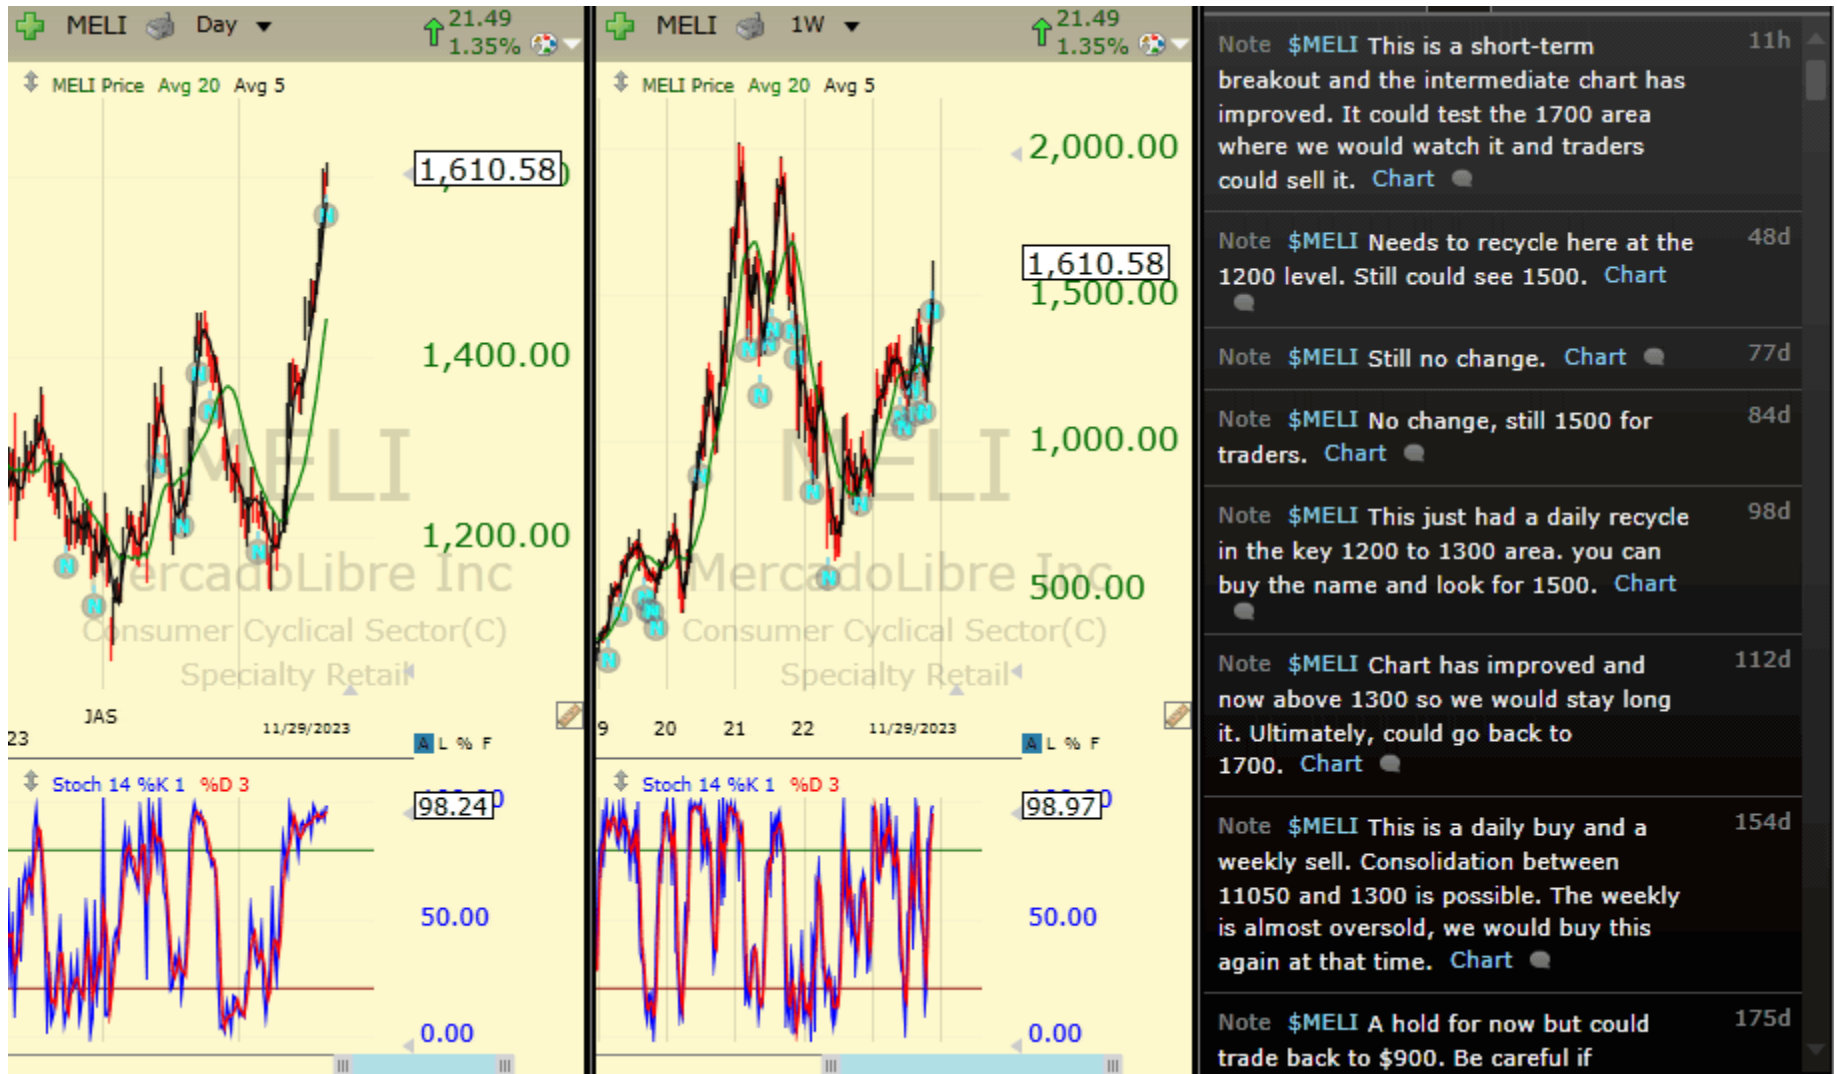 MELI Day 21.49
1.35%
MELI Price Avg 20 Avg 5
1,610.58
1,400.00
1,200.00
MELI
MercadoLibre Inc
Consumer Cyclical Sector(C)
Specialty Retail
23 JAS 11/29/2023
A L % F
Stoch 14 %K 1 %D 3
98.24
50.00
0.00
MELI 1W 21.49
1.35%
MELI Price Avg 20 Avg 5
2,000.00
1,610.58
1,500.00
1,000.00
500.00
MELI
MercadoLibre Inc
Consumer Cyclical Sector(C)
Specialty Retail
9 20 21 22 11/29/2023
A L % F
Stoch 14 %K 1 %D 3
98.97
50.00
0.00
Note $MELI This is a short-term 11h
breakout and the intermediate chart has
improved. It could test the 1700 area
where we would watch it and traders
could sell it. Chart
Note $MELI Needs to recycle here at the 48d
1200 level. Still could see 1500. Chart
Note $MELI Still no change. Chart 77d
Note $MELI No change, still 1500 for 84d
traders. Chart
Note $MELI This just had a daily recycle 98d
in the key 1200 to 1300 area. you can
buy the name and look for 1500. Chart
Note $MELI Chart has improved and 112d
now above 1300 so we would stay long
it. Ultimately, could go back to
1700. Chart
Note $MELI This is a daily buy and a 154d
weekly sell. Consolidation between
11050 and 1300 is possible. The weekly
is almost oversold, we would buy this
again at that time. Chart
Note $MELI A hold for now but could 175d
trade back to $900. Be careful if